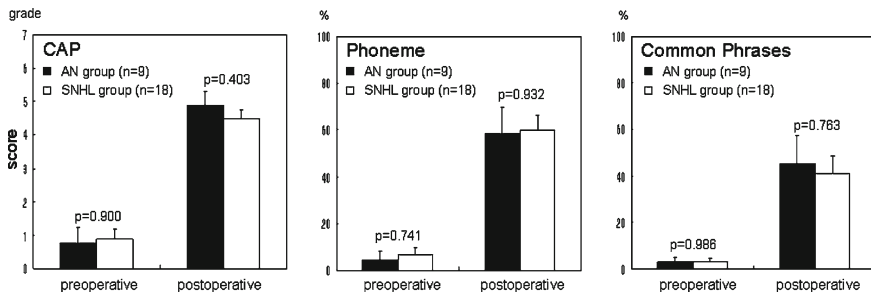 grade
score
7
6
5
4
3
2
1
0
CAP
AN group (n=9)
SNHL group (n=18)
p=0.900
p=0.403
preoperative
postoperative
%
100
80
60
40
20
0
Phoneme
AN group (n=9)
SNHL group (n=18)
p=0.741
p=0.932
preoperative
postoperative
%
100
80
60
40
20
0
Common Phrases
AN group (n=9)
SNHL group (n=18)
p=0.986
p=0.763
preoperative
postoperative